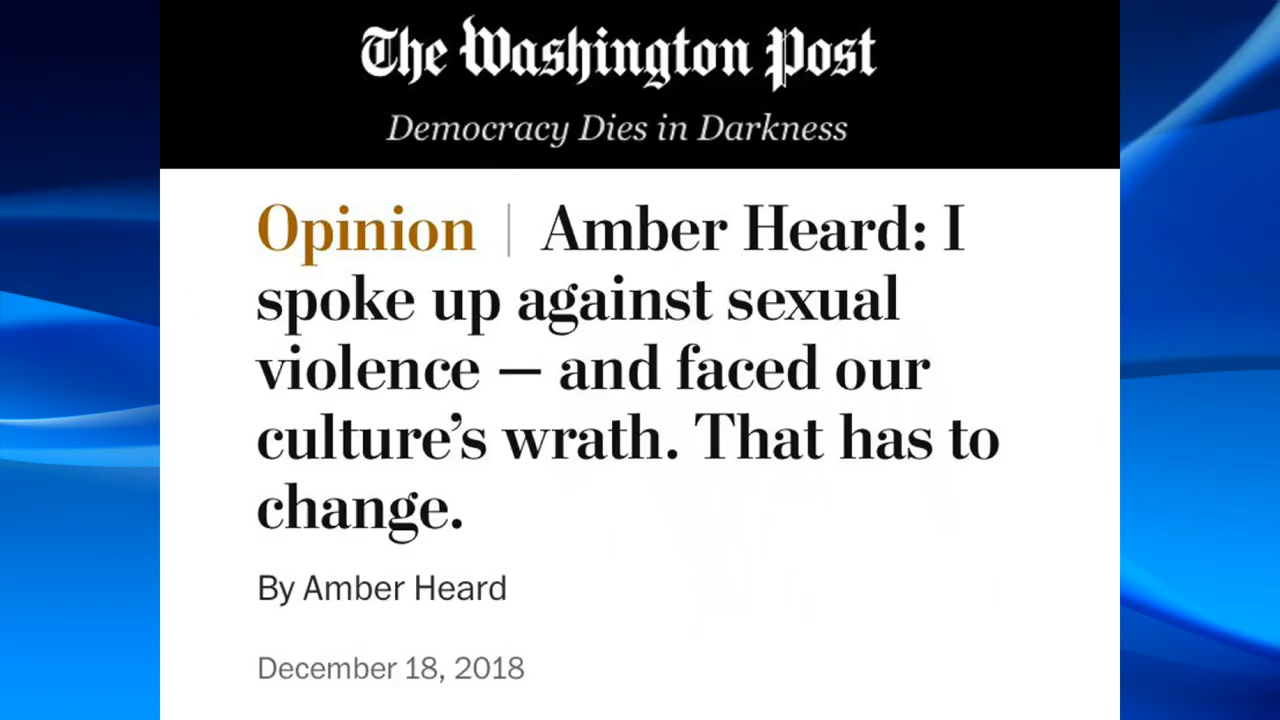 The Washington Post
Democracy Dies in Darkness
Opinion | Amber Heard: I
spoke up against sexual
violence — and faced our
culture’s wrath. That has to
change.
By Amber Heard
December 18, 2018